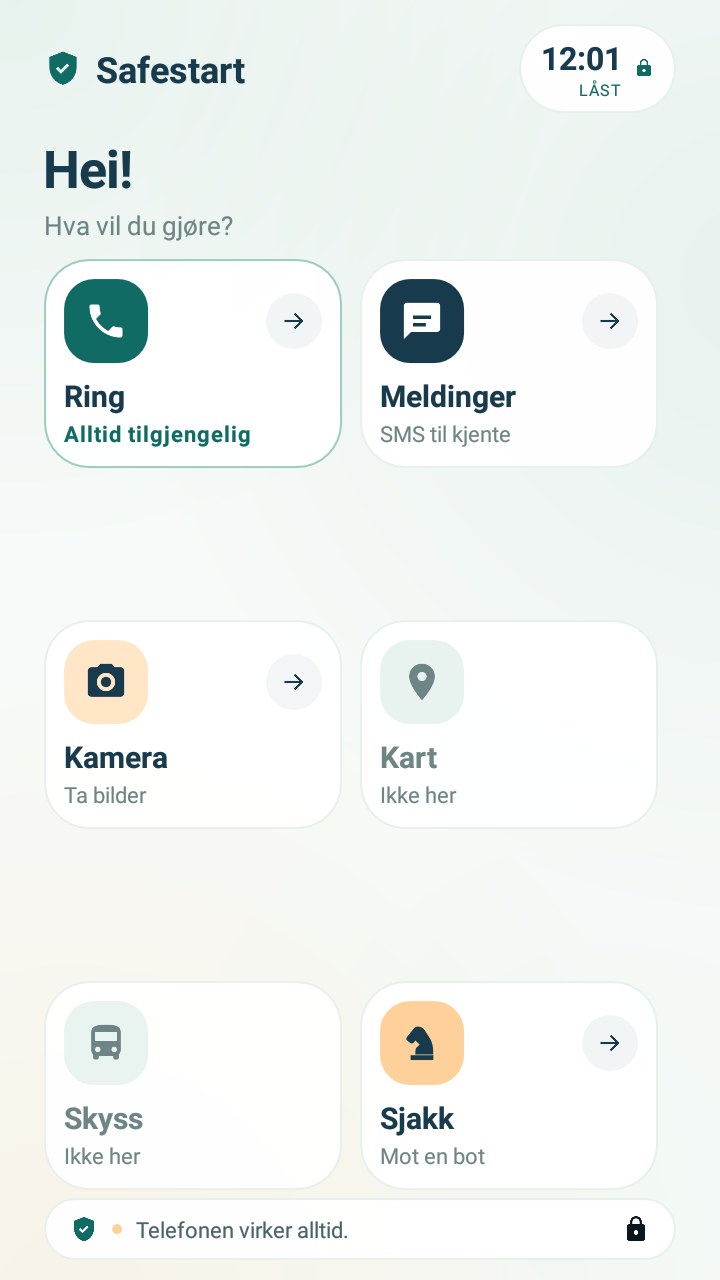 Safestart
12:01
LÅST
Hei!
Hva vil du gjøre?
Ring
Alltid tilgjengelig
Meldinger
SMS til kjente
Kamera
Ta bilder
Kart
Ikke her
Skyss
Ikke her
Sjakk
Mot en bot
Telefonen virker alltid.